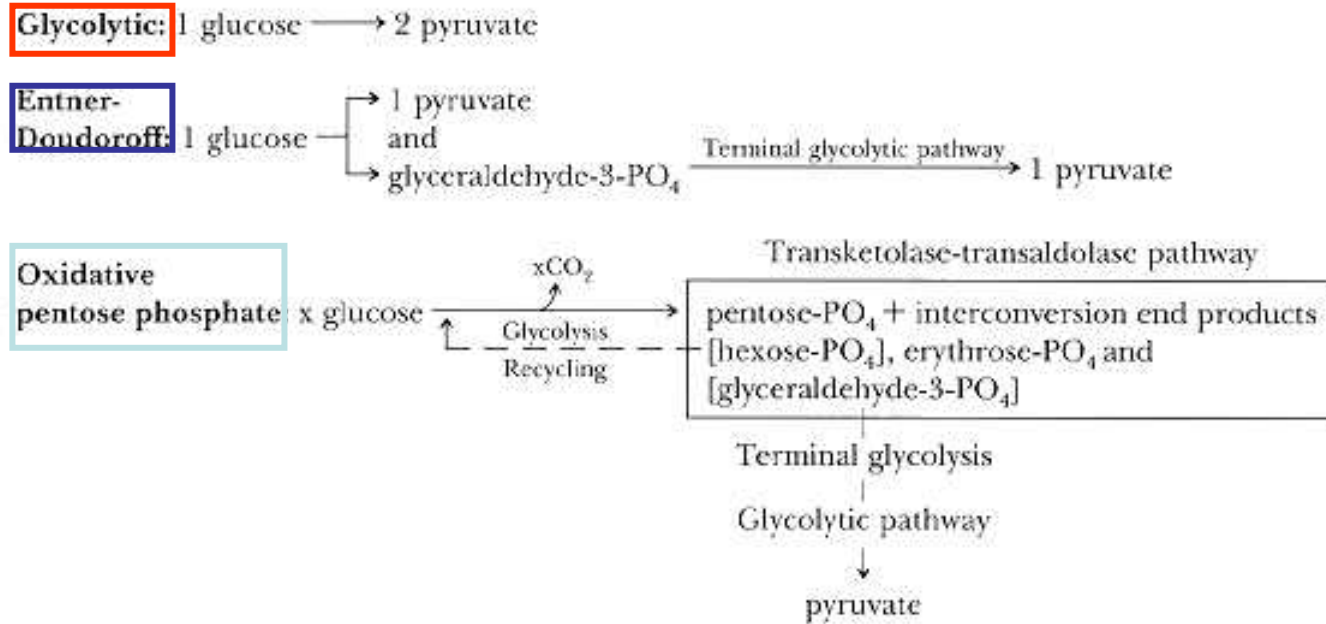 Glycolytic: 1 glucose → 2 pyruvate
Entner-
Doudoroff: 1 glucose → 1 pyruvate
and
→ glyceraldehyde-3-PO₄ Terminal glycolytic pathway → 1 pyruvate
Transketolase-transaldolase pathway
Oxidative
pentose phosphate: x glucose
xCO₂
Glycolysis
Recycling
pentose-PO₄ + interconversion end products
[hexose-PO₄], erythrose-PO₄ and
[glyceraldehyde-3-PO₄]
Terminal glycolysis
Glycolytic pathway
pyruvate